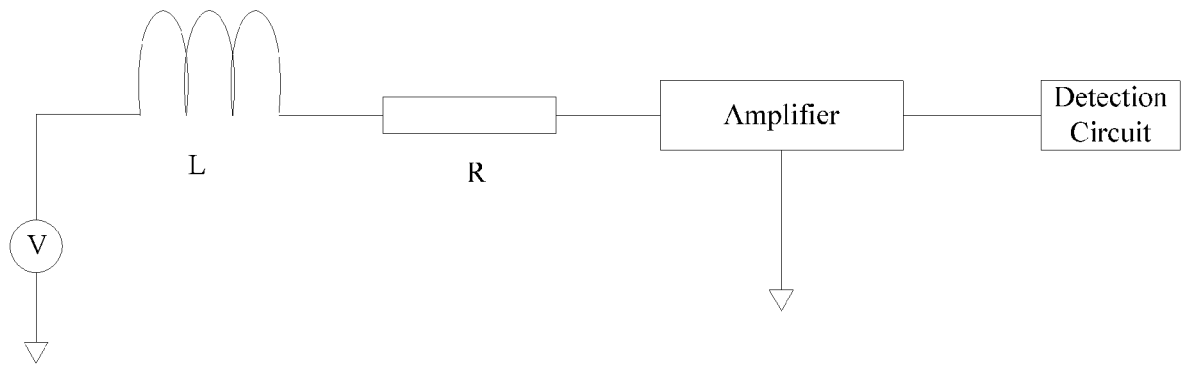 Amplifier
Detection
Circuit
L
R
V